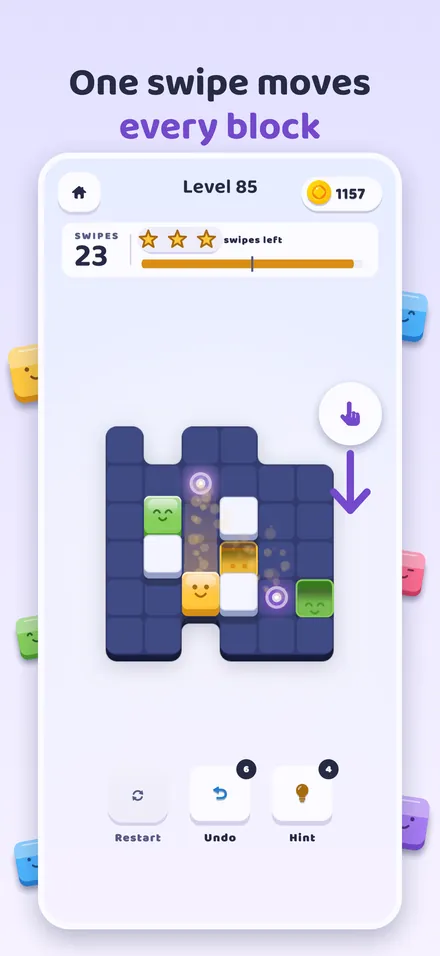 One swipe moves
every block
Level 85
1157
SWIPES
23
swipes left
6
4
Restart
Undo
Hint